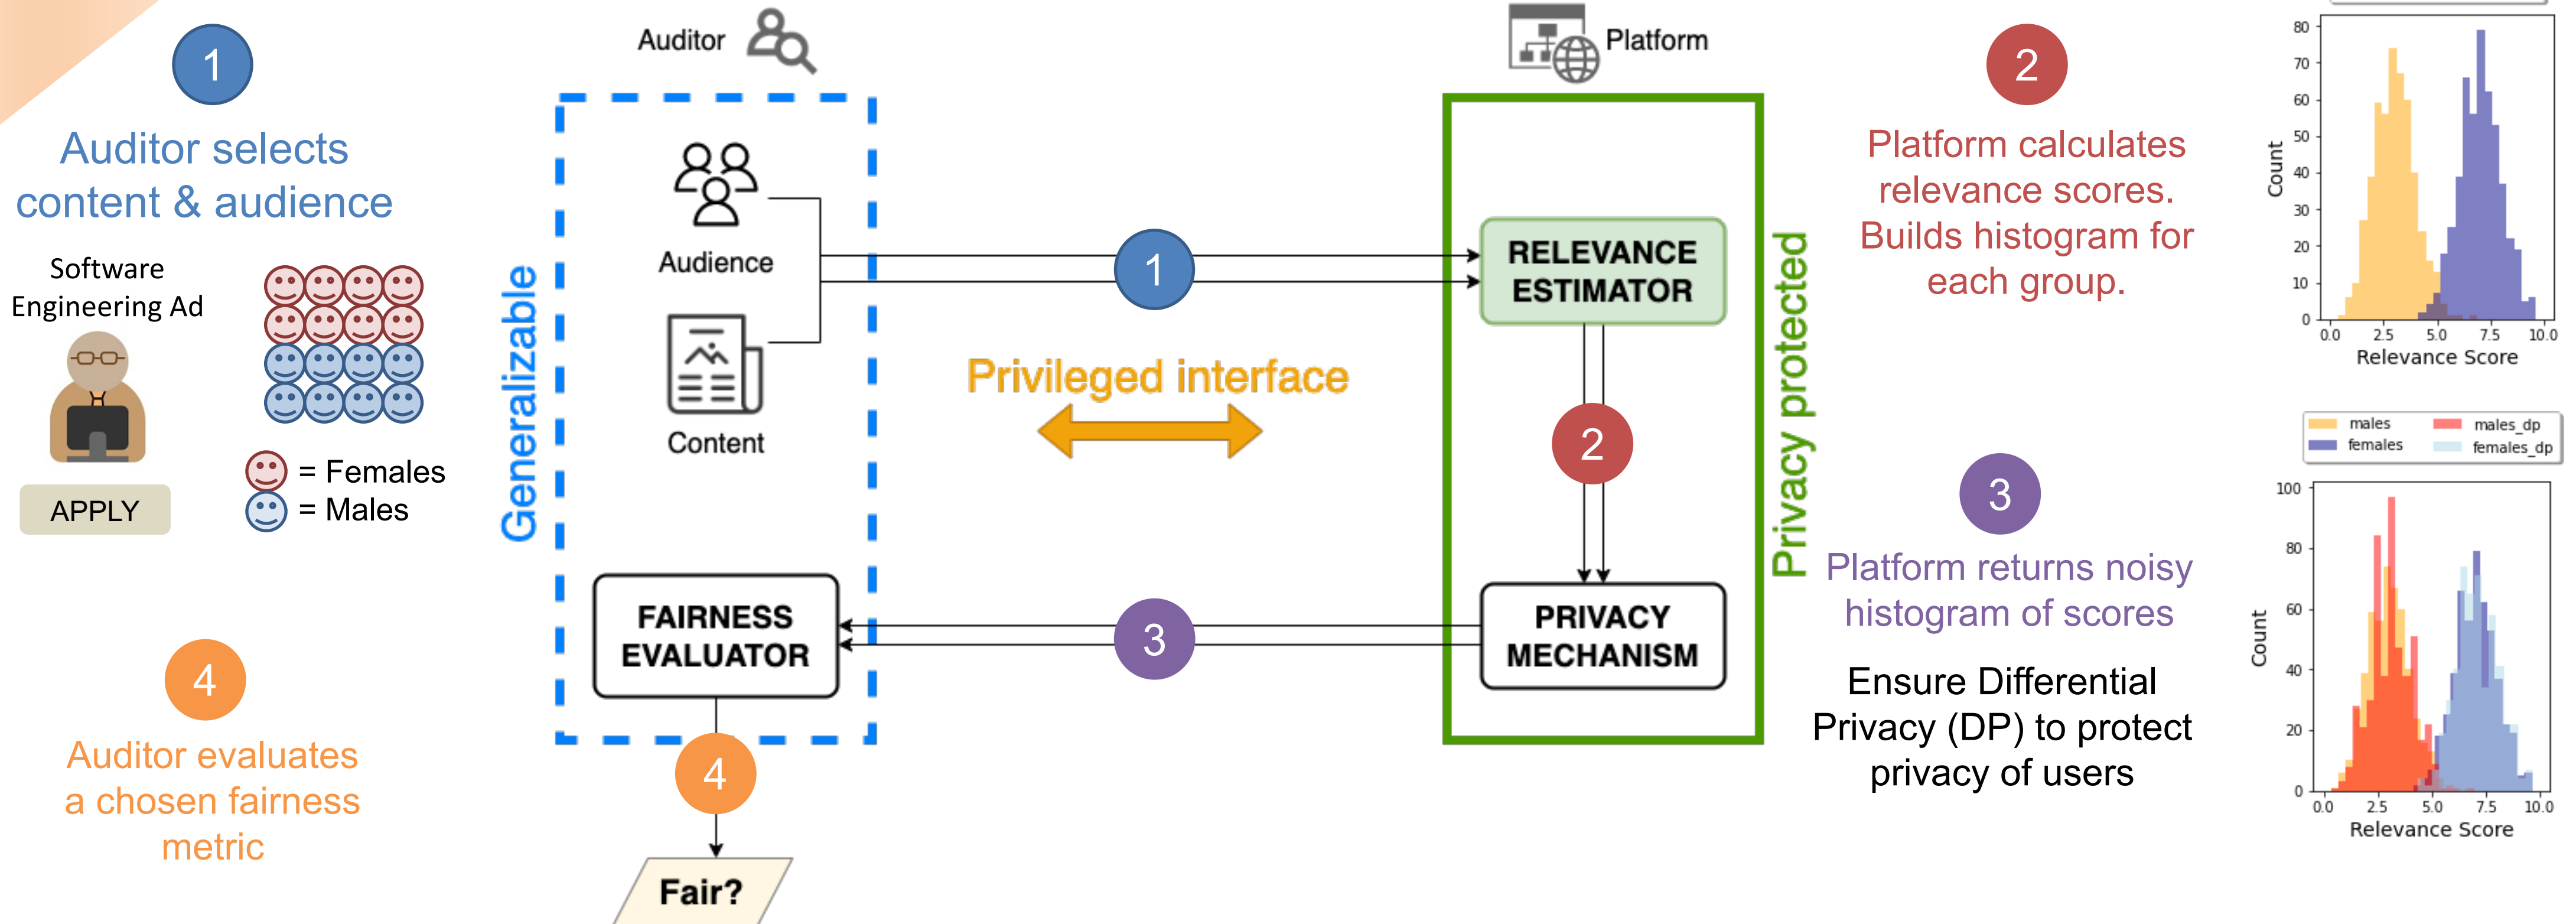 1
Auditor selects
content & audience
Software
Engineering Ad
APPLY
= Females
= Males
4
Auditor evaluates
a chosen fairness
metric
Auditor
Generalizable
Audience
Content
FAIRNESS
EVALUATOR
4
Fair?
1
Privileged interface
3
Platform
RELEVANCE
ESTIMATOR
2
PRIVACY
MECHANISM
Privacy protected
2
Platform calculates
relevance scores.
Builds histogram for
each group.
3
Platform returns noisy
histogram of scores
Ensure Differential
Privacy (DP) to protect
privacy of users
80
70
60
50
40
30
20
10
0
Count
0.0 2.5 5.0 7.5 10.0
Relevance Score
males males_dp
females females_dp
100
80
60
40
20
0
Count
0.0 2.5 5.0 7.5 10.0
Relevance Score